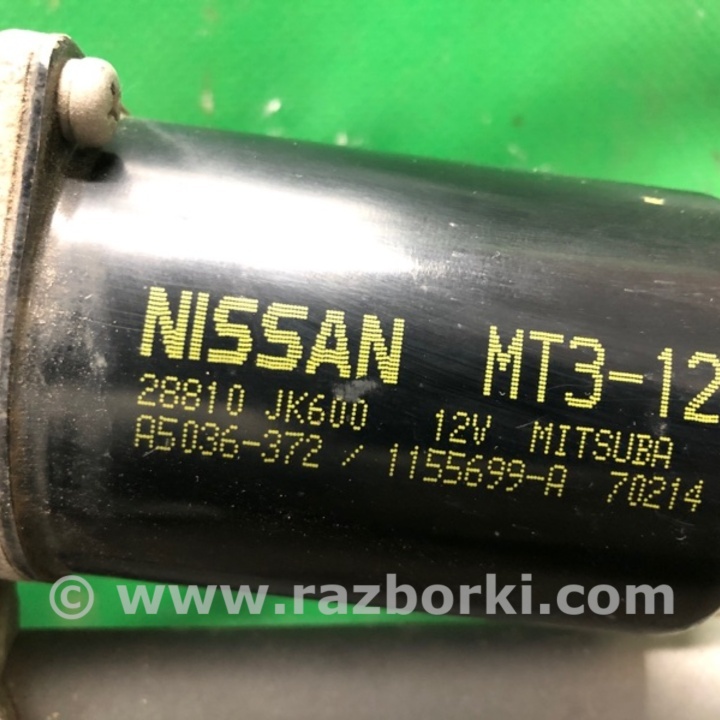 NISSAN MT3-12
28810 JK600 12V MITSUBA
A5036-372 / 1155699-A 70214
© www.razborki.com